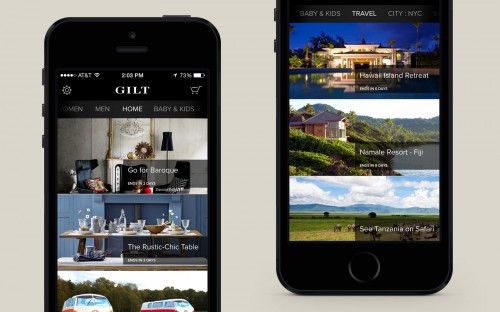 AT&T
2:03 PM
73%
GILT
OMEN MEN HOME BABY & KIDS
Go for Baroque
ENDS IN 2 DAYS
The Rustic-Chic Table
ENDS IN 2 DAYS
BABY & KIDS TRAVEL CITY : NYC
Hawaii Island Retreat
ENDS IN 6 DAYS
Namale Resort - Fiji
ENDS IN 6 DAYS
See Tanzania on Safari